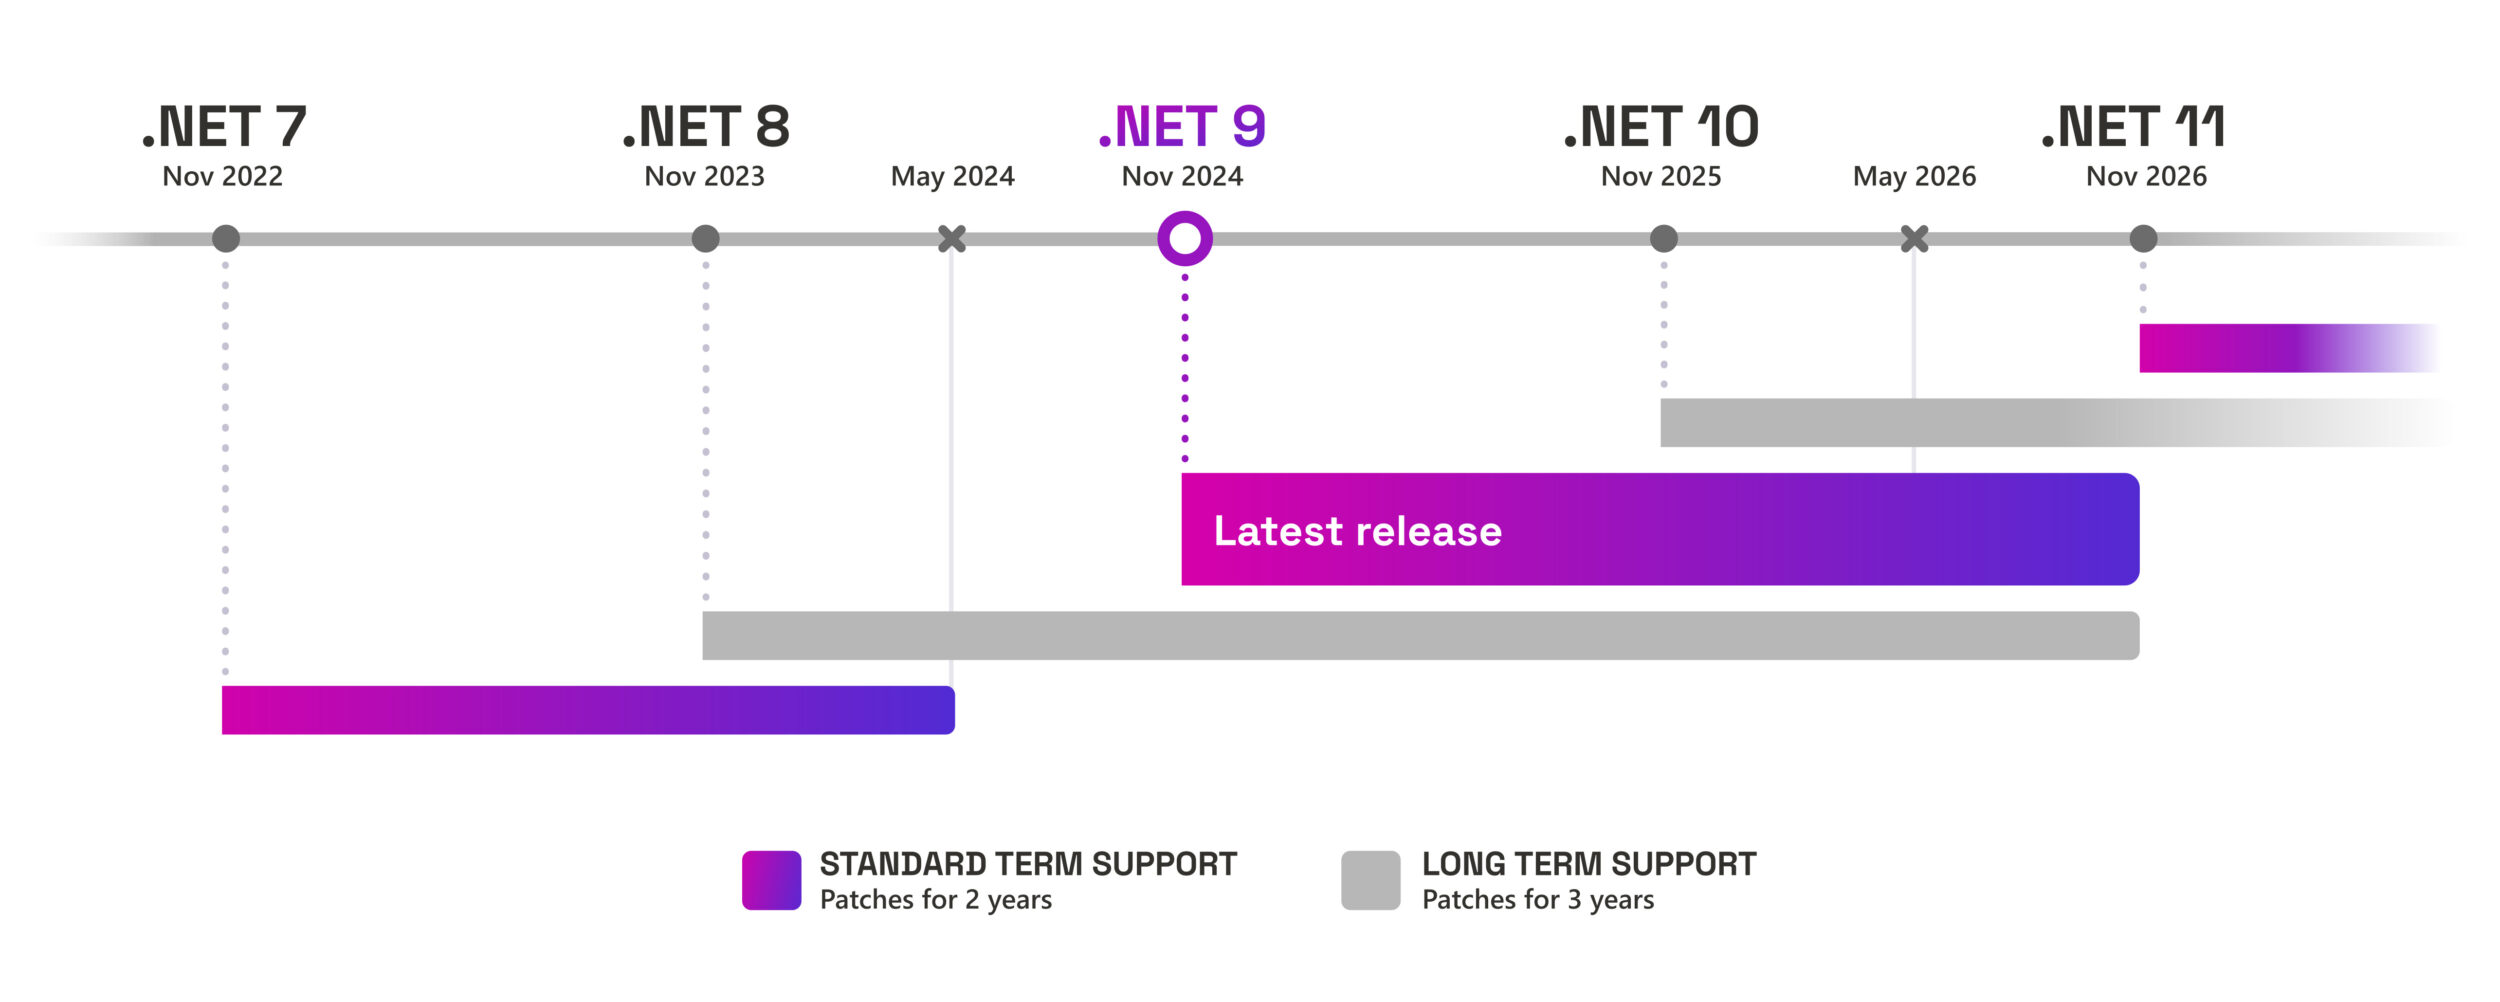 .NET 7
Nov 2022
.NET 8
Nov 2023
May 2024
.NET 9
Nov 2024
.NET 10
Nov 2025
May 2026
.NET 11
Nov 2026
Latest release
STANDARD TERM SUPPORT
Patches for 2 years
LONG TERM SUPPORT
Patches for 3 years